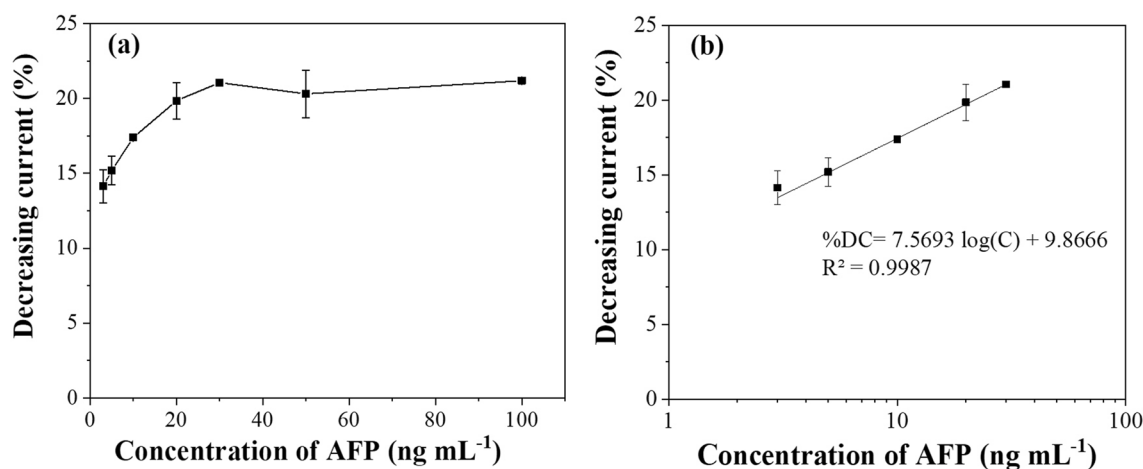 (a)
Decreasing current (%)
25
20
15
10
5
0
0
20
40
60
80
100
Concentration of AFP (ng mL⁻¹)
(b)
Decreasing current (%)
25
20
15
10
5
0
%DC= 7.5693 log(C) + 9.8666
R² = 0.9987
1
10
100
Concentration of AFP (ng mL⁻¹)